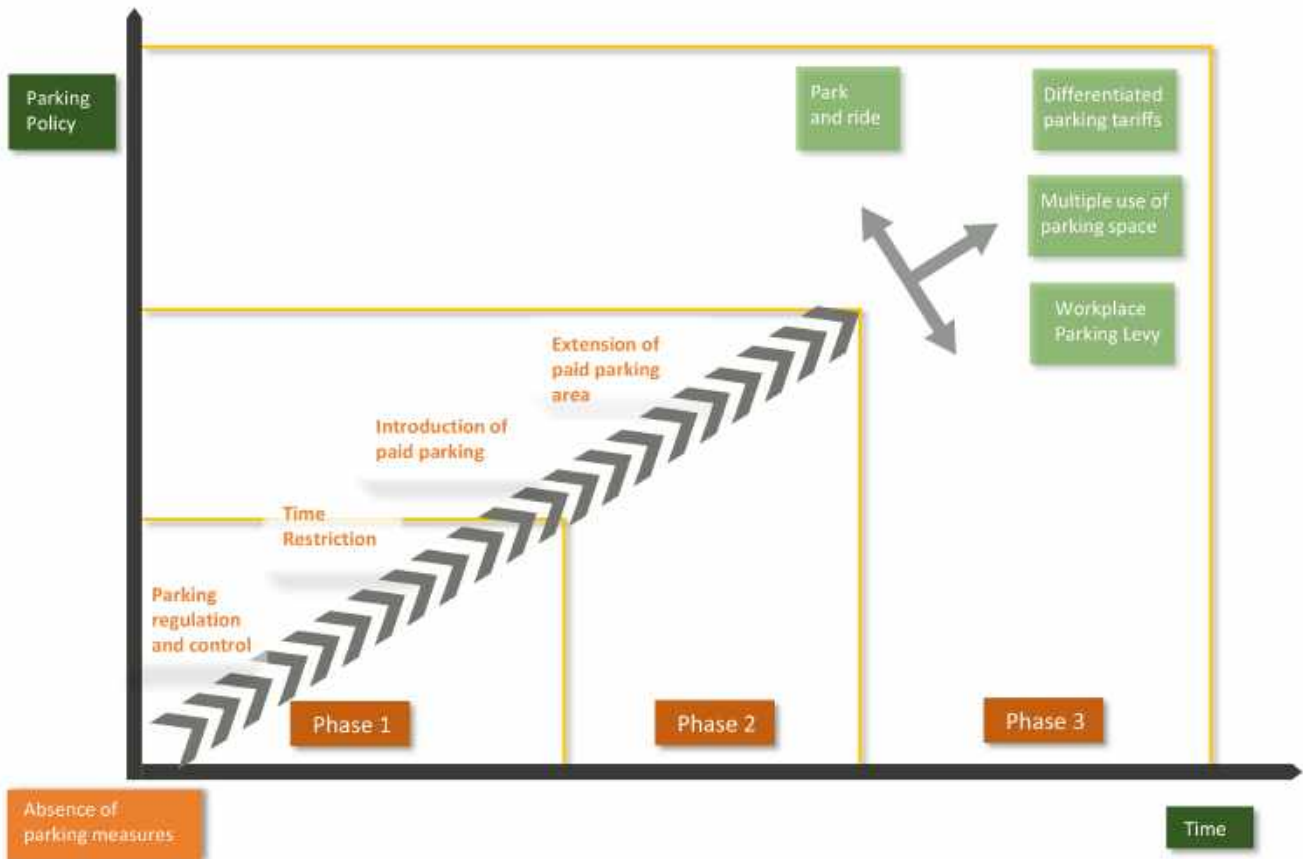 Parking
Policy
Park
and ride
Differentiated
parking tariffs
Multiple use of
parking space
Workplace
Parking Levy
Extension of
paid parking
area
Introduction of
paid parking
Time
Restriction
Parking
regulation
and control
Phase 1
Phase 2
Phase 3
Absence of
parking measures
Time